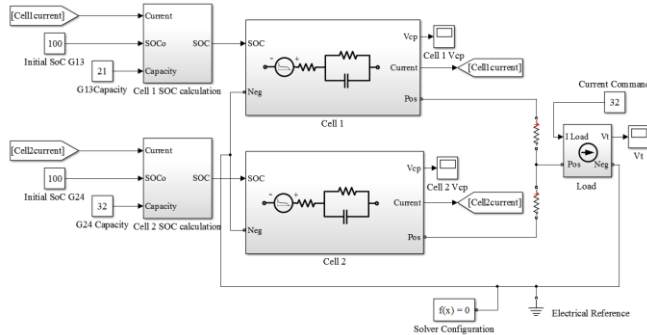 [Cell1current]
Current
100
SOCo
SOC
Initial SoC G13
21
Capacity
G13Capacity
Cell 1 SOC calculation
SOC
Vcp
Cell 1 Vcp
Current
[Cell1current]
Neg
Pos
Cell 1
[Cell2current]
Current
100
SOCo
SOC
Initial SoC G24
32
Capacity
G24 Capacity
Cell 2 SOC calculation
SOC
Vcp
Cell 2 Vcp
Current
[Cell2current]
Neg
Pos
Cell 2
Current Command
32
I Load
Vt
Pos
Neg
Vt
Load
f(x) = 0
Solver Configuration
Electrical Reference